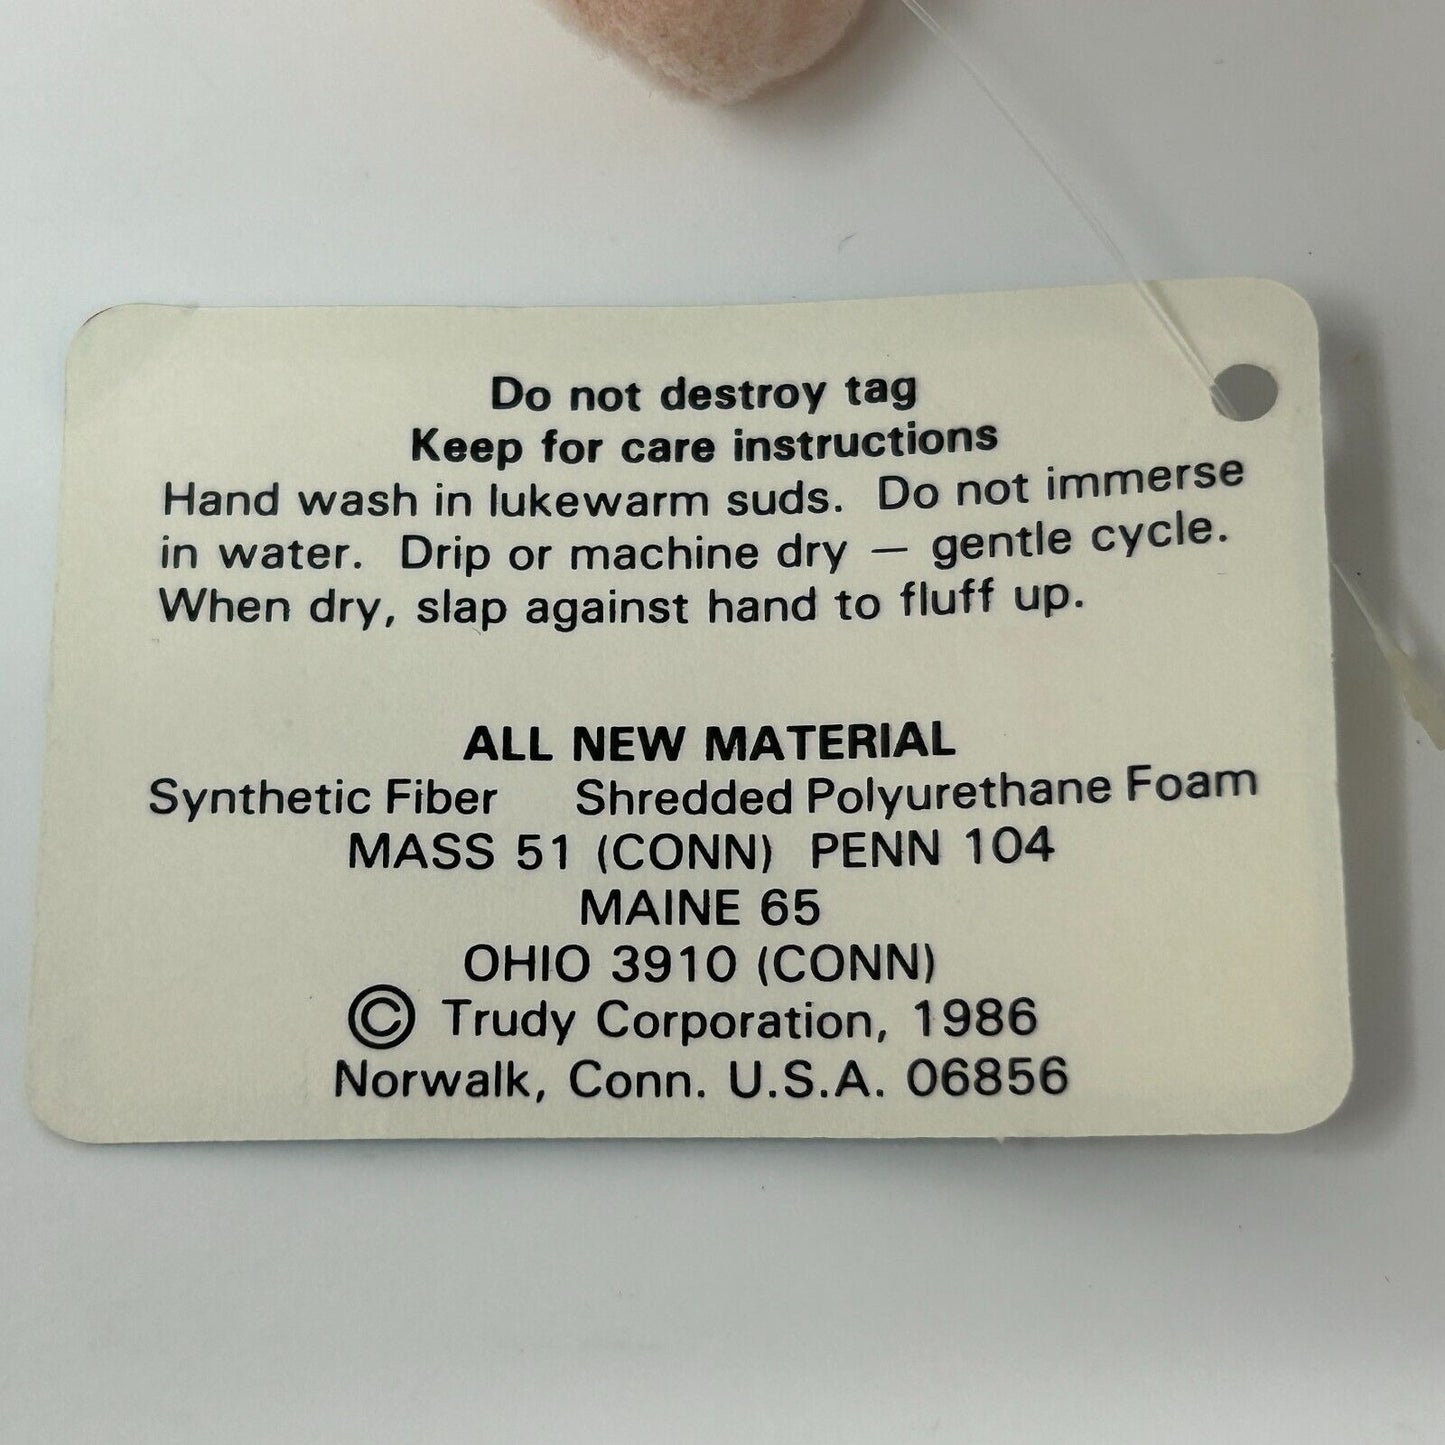 Do not destroy tag
Keep for care instructions
Hand wash in lukewarm suds. Do not immerse
in water. Drip or machine dry — gentle cycle.
When dry, slap against hand to fluff up.
ALL NEW MATERIAL
Synthetic Fiber Shredded Polyurethane Foam
MASS 51 (CONN) PENN 104
MAINE 65
OHIO 3910 (CONN)
© Trudy Corporation, 1986
Norwalk, Conn. U.S.A. 06856